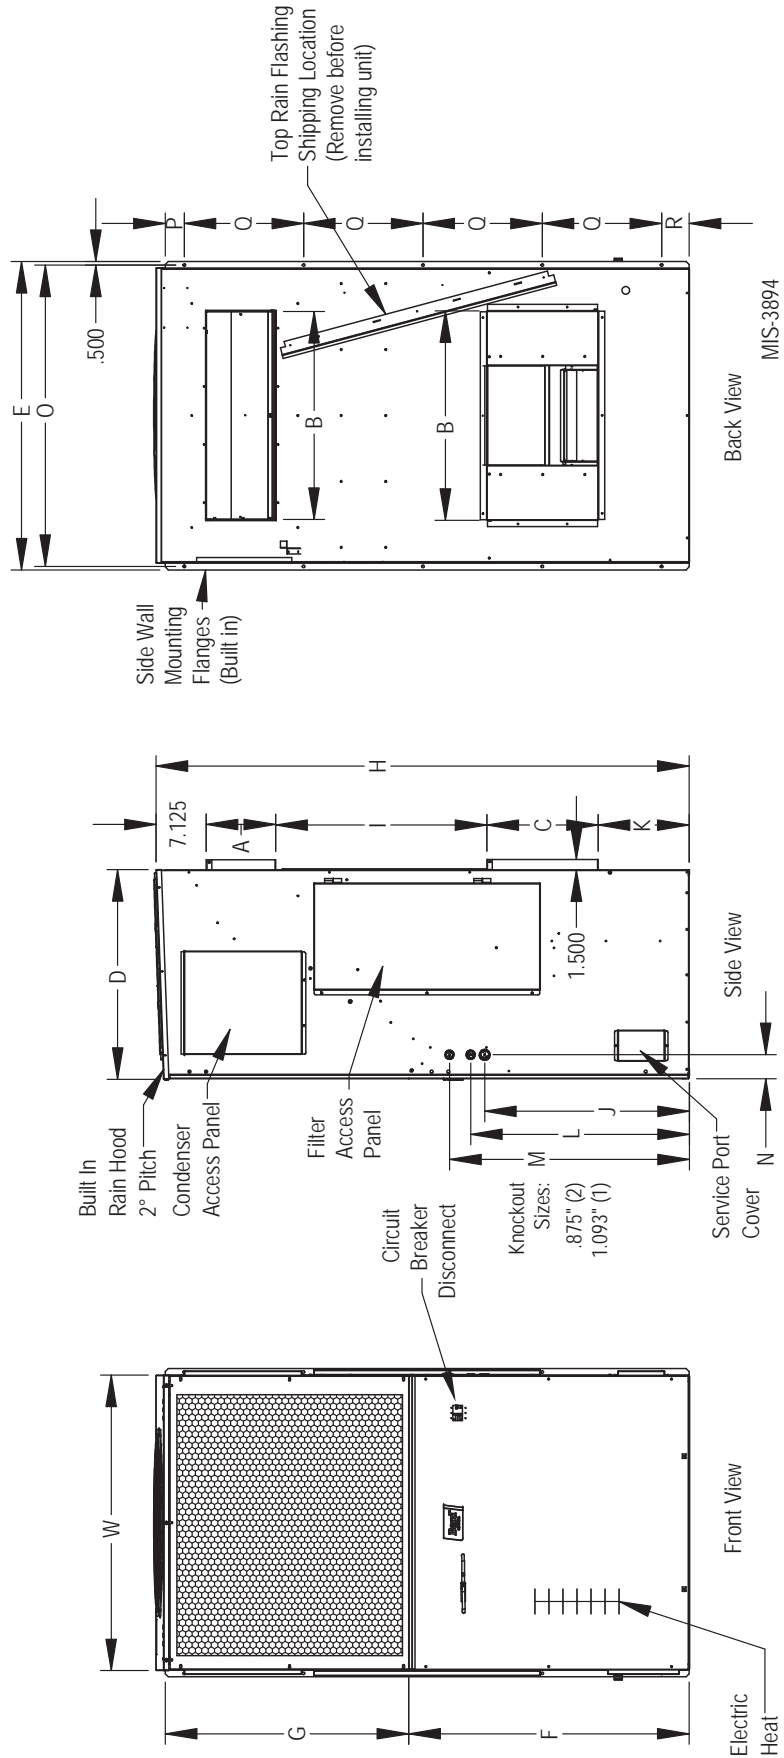 W
G
F
Circuit
Breaker
Disconnect
Electric
Heat
Front View
Built In
Rain Hood
2° Pitch
Condenser
Access Panel
Filter
Access
Panel
Knockout
Sizes:
.875" (2)
1.093" (1)
Service Port
Cover
D
7.125
A
I
C
K
H
1.500
M
L
J
N
Side View
Side Wall
Mounting
Flanges
(Built in)
E
O
.500
B
B
P
Q
Q
Q
Q
R
Top Rain Flashing
Shipping Location
(Remove before
installing unit)
Back View
MIS-3894